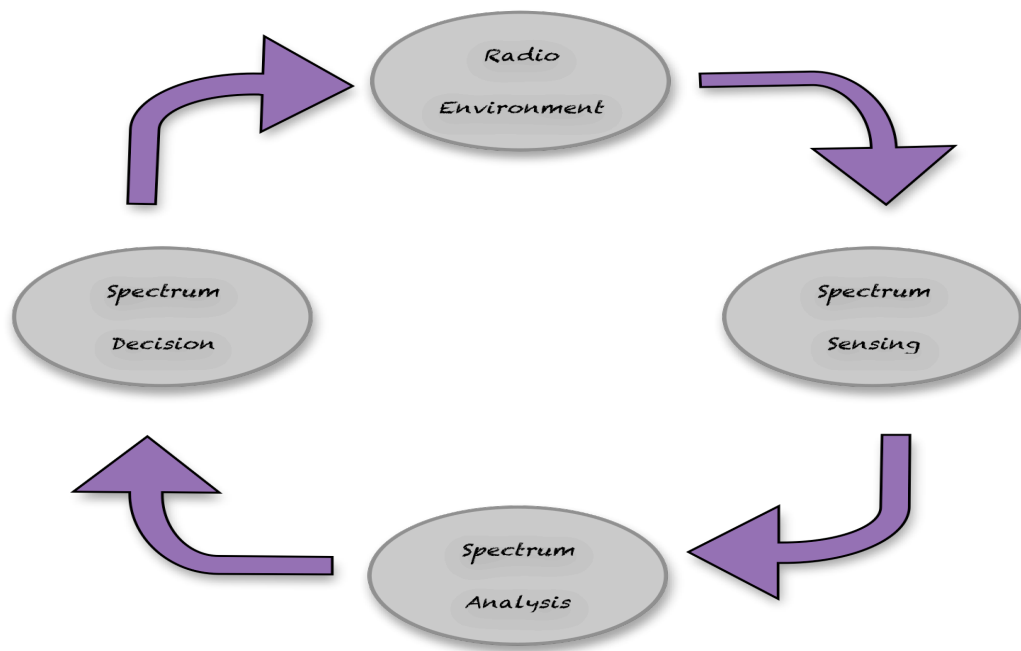 Radio
Environment
Spectrum
Decision
Spectrum
Sensing
Spectrum
Analysis